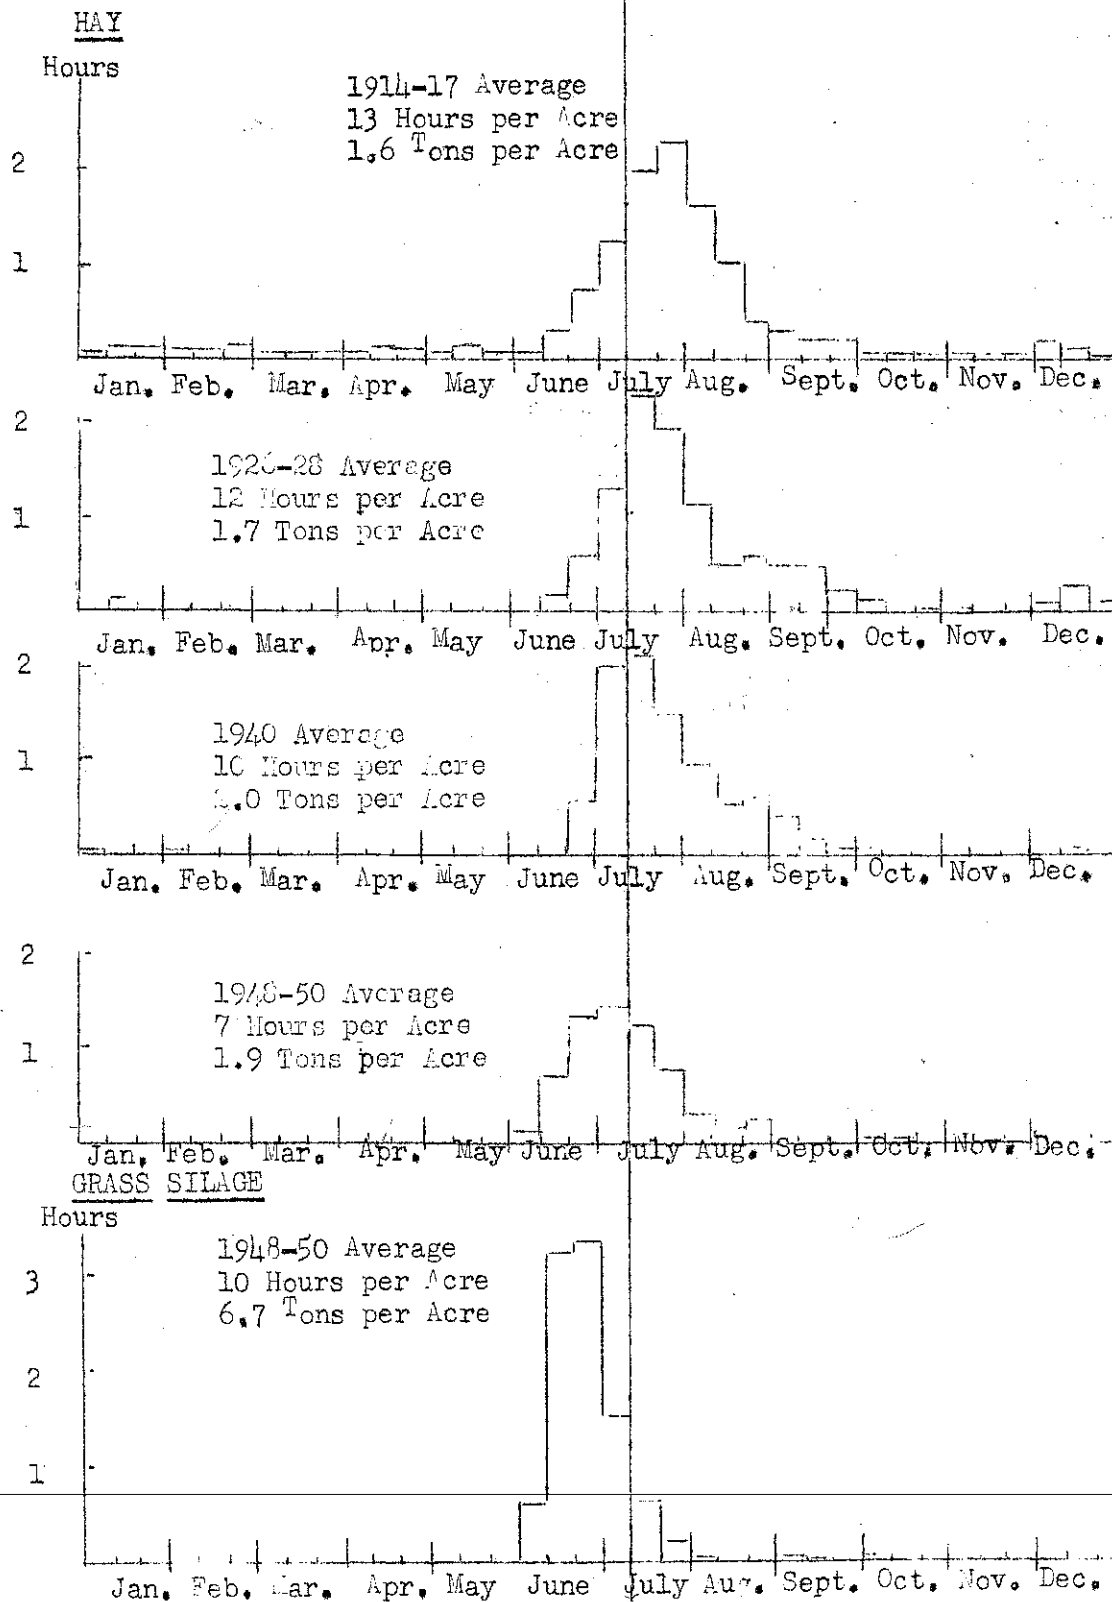 HAY
Hours
1914-17 Average
13 Hours per Acre
1.6 Tons per Acre
2
1
Jan. Feb. Mar. Apr. May June July Aug. Sept. Oct. Nov. Dec.
2
1926-28 Average
12 Hours per Acre
1
1.7 Tons per Acre
Jan. Feb. Mar. Apr. May June July Aug. Sept. Oct. Nov. Dec.
2
1940 Average
1
10 Hours per Acre
2.0 Tons per Acre
Jan. Feb. Mar. Apr. May June July Aug. Sept. Oct. Nov. Dec.
2
1948-50 Average
7 Hours per Acre
1
1.9 Tons per Acre
Jan. Feb. Mar. Apr. May June July Aug. Sept. Oct. Nov. Dec.
GRASS SILAGE
Hours
1948-50 Average
3
10 Hours per Acre
6.7 Tons per Acre
2
1
Jan. Feb. Mar. Apr. May June July Aug. Sept. Oct. Nov. Dec.